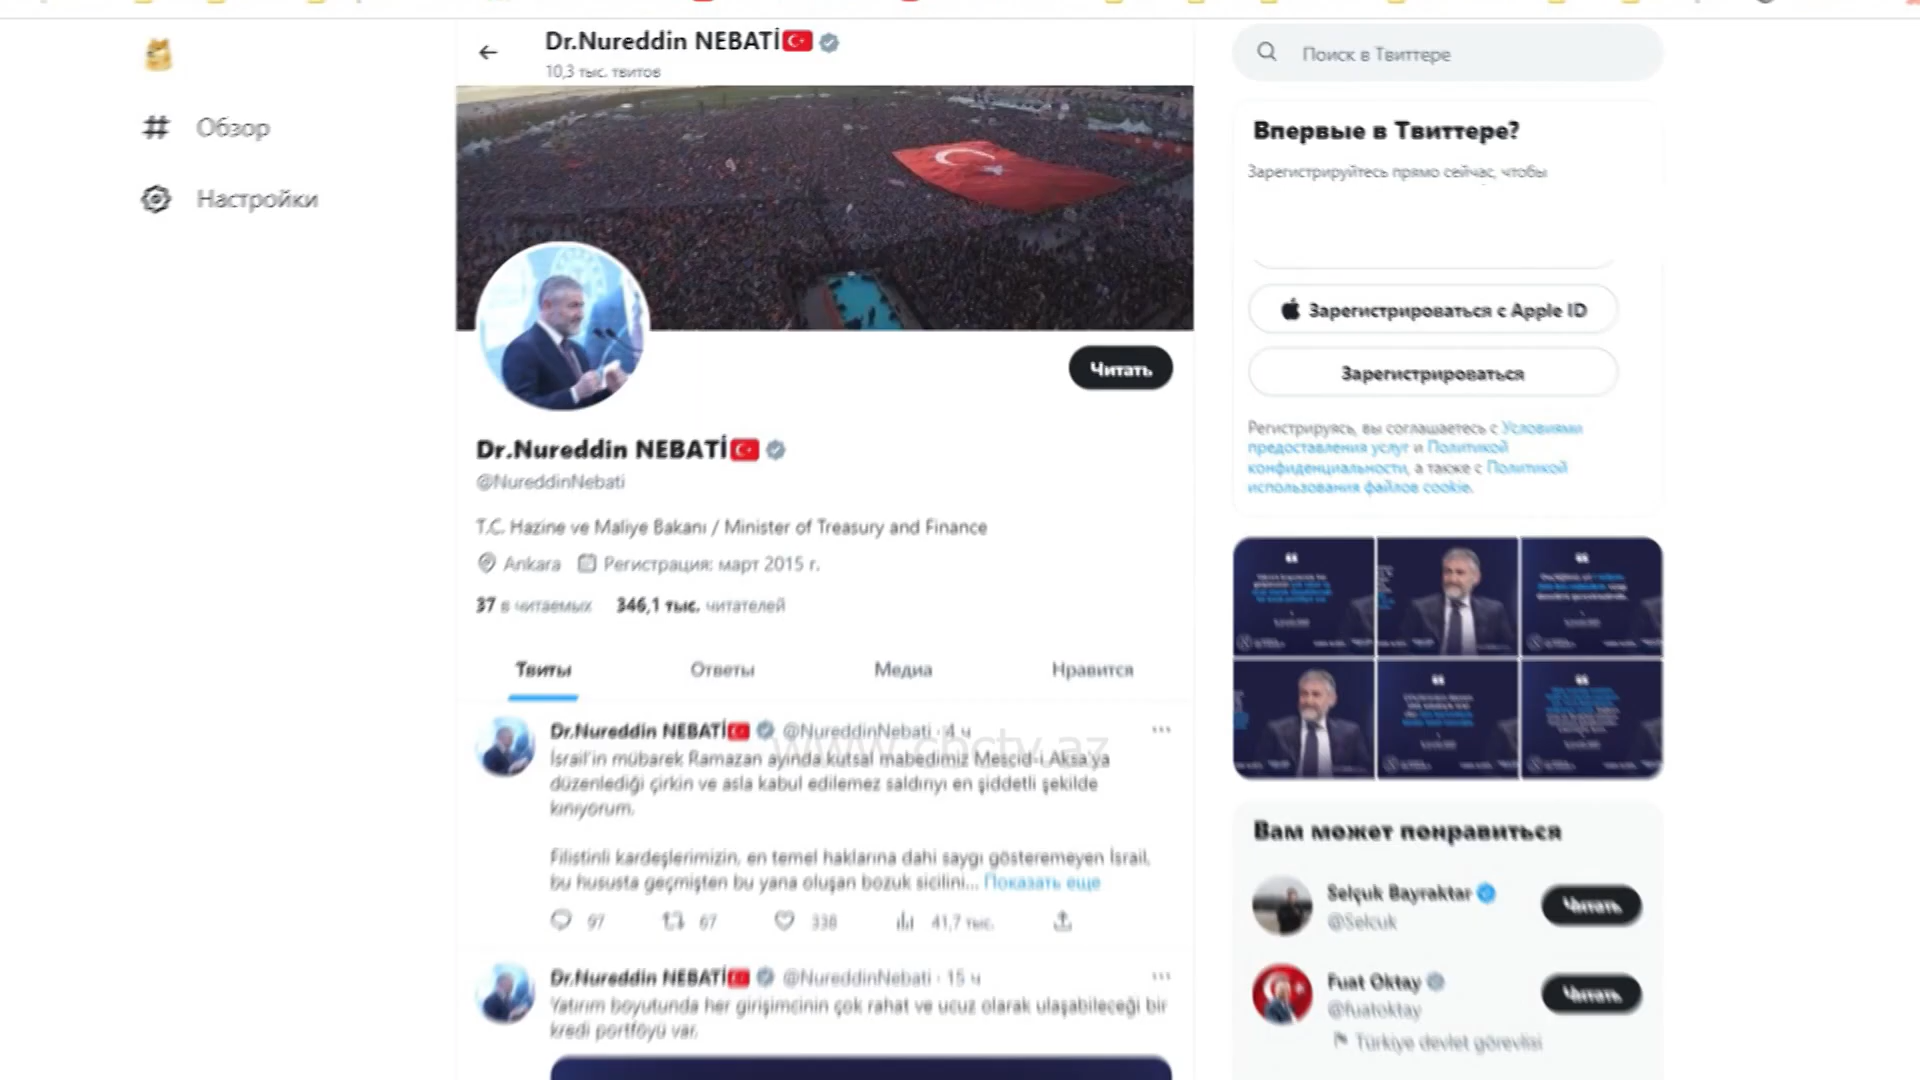 Dr.Nureddin NEBATİ
10,3 тыс. твитов
Обзор
Настройки
Читать
Dr.Nureddin NEBATİ
@NureddinNebati
T.C. Hazine ve Maliye Bakanı / Minister of Treasury and Finance
Ankara Регистрация: март 2015 г.
37 в читаемых 346,1 тыс. читателей
Твиты Ответы Медиа Нравится
Dr.Nureddin NEBATİ @NureddinNebati · 4 ч
www.cbctv.az
İsrail'in mübarek Ramazan ayında kutsal mabedimiz Mescid-i Aksa'ya
düzenlediği çirkin ve asla kabul edilemez saldırıyı en şiddetli şekilde
kınıyorum.
Filistinli kardeşlerimizin, en temel haklarına dahi saygı gösteremeyen İsrail,
bu hususta geçmişten bu yana oluşan bozuk sicilini... Показать еще
97 67 338 41,7 тыс.
Dr.Nureddin NEBATİ @NureddinNebati · 15 ч
Yatırım boyutunda her girişimcinin çok rahat ve ucuz olarak ulaşabileceği bir
kredi portföyü var.
Поиск в Твиттере
Впервые в Твиттере?
Зарегистрируйтесь прямо сейчас, чтобы
Зарегистрироваться с Apple ID
Зарегистрироваться
Регистрируясь, вы соглашаетесь с Условиями
предоставления услуг и Политикой
конфиденциальности, а также с Политикой
использования файлов cookie.
Вам может понравиться
Selçuk Bayraktar
@Selcuk
Читать
Fuat Oktay
@fuatoktay
Читать
Türkiye devlet görevlisi